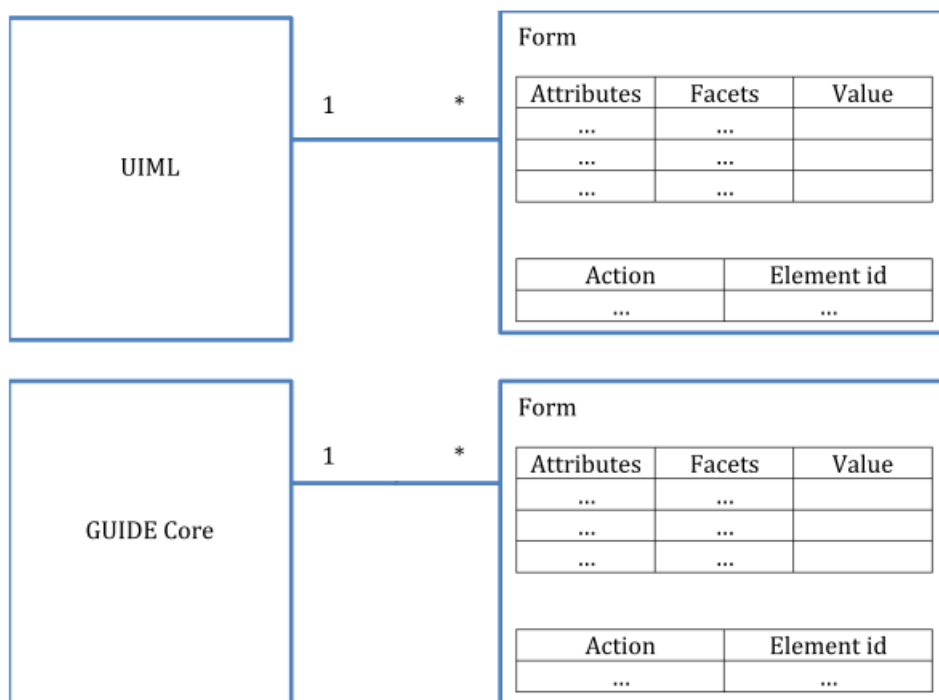 Form
Attributes Facets Value
1 *
... ...
UIML
... ...
... ...
Action Element id
... ...
Form
1 *
Attributes Facets Value
... ...
GUIDE Core
... ...
... ...
Action Element id
... ...